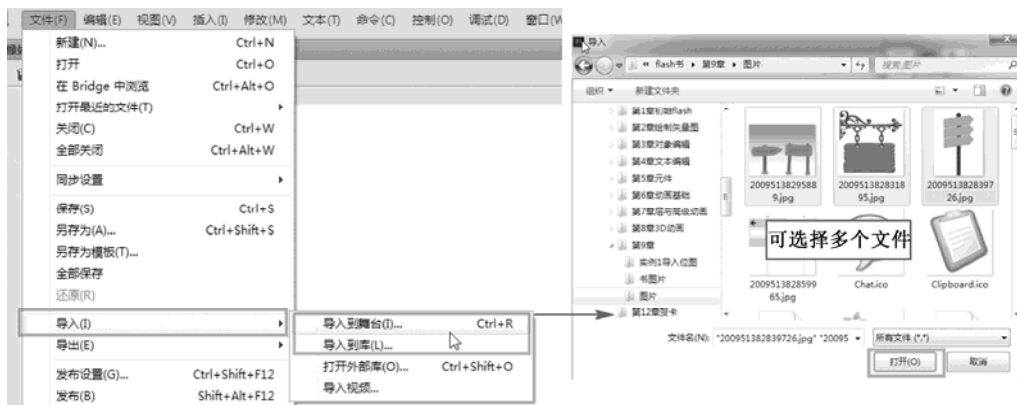 文件(F) 编辑(E) 视图(V) 插入(I) 修改(M) 文本(T) 命令(C) 控制(O) 调试(D) 窗口(W
新建(N)... Ctrl+N
打开 Ctrl+O
在 Bridge 中浏览 Ctrl+Alt+O
打开最近的文件(T)
关闭(C) Ctrl+W
全部关闭 Ctrl+Alt+W
同步设置
保存(S) Ctrl+S
另存为(A)... Ctrl+Shift+S
另存为模板(T)...
全部保存
还原(R)
导入(I)
导出(E)
发布设置(G)... Ctrl+Shift+F12
发布(B) Shift+Alt+F12
导入到舞台(I)... Ctrl+R
导入到库(L)...
打开外部库(O)... Ctrl+Shift+O
导入视频...
导入
« flash书 ▸ 第9章 ▸ 图片
搜索 图片
组织 新建文件夹
第1章初始flash
第2章绘制矢量图
第3章对象编辑
第4章文本编辑
第5章元件
第6章动画基础
第7章层与高级动画
第8章3D动画
第9章
实例1导入位图
书图片
图片
第12章贺卡
2009513829588
9.jpg
2009513828318
95.jpg
2009513828397
26.jpg
可选择多个文件
2009513828599
65.jpg
Chat.ico
Clipboard.ico
文件名(N): "200951382839726.jpg" "20095
所有文件 (*.*)
打开(O) 取消